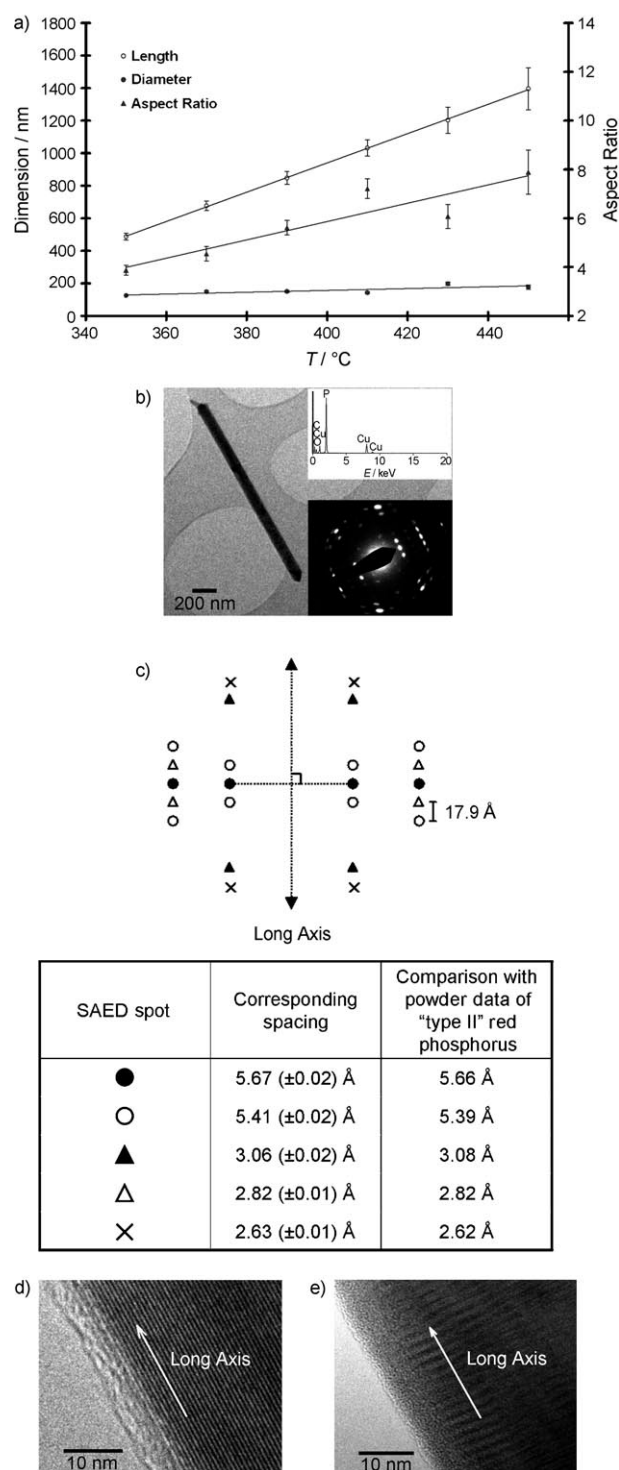 a)
1800
1600
1400
1200
1000
800
600
400
200
0
Dimension / nm
Length
Diameter
Aspect Ratio
14
12
10
8
6
4
2
Aspect Ratio
340 360 380 400 420 440 460
T / °C
b)
200 nm
P
C
Cu
O
Cu
Cu
0 5 10 15 20
E / keV
c)
17.9 Å
Long Axis
SAED spot
Corresponding
spacing
Comparison with
powder data of
"type II" red
phosphorus
● 5.67 (±0.02) Å 5.66 Å
○ 5.41 (±0.02) Å 5.39 Å
▲ 3.06 (±0.02) Å 3.08 Å
△ 2.82 (±0.01) Å 2.82 Å
× 2.63 (±0.01) Å 2.62 Å
d)
Long Axis
10 nm
e)
Long Axis
10 nm